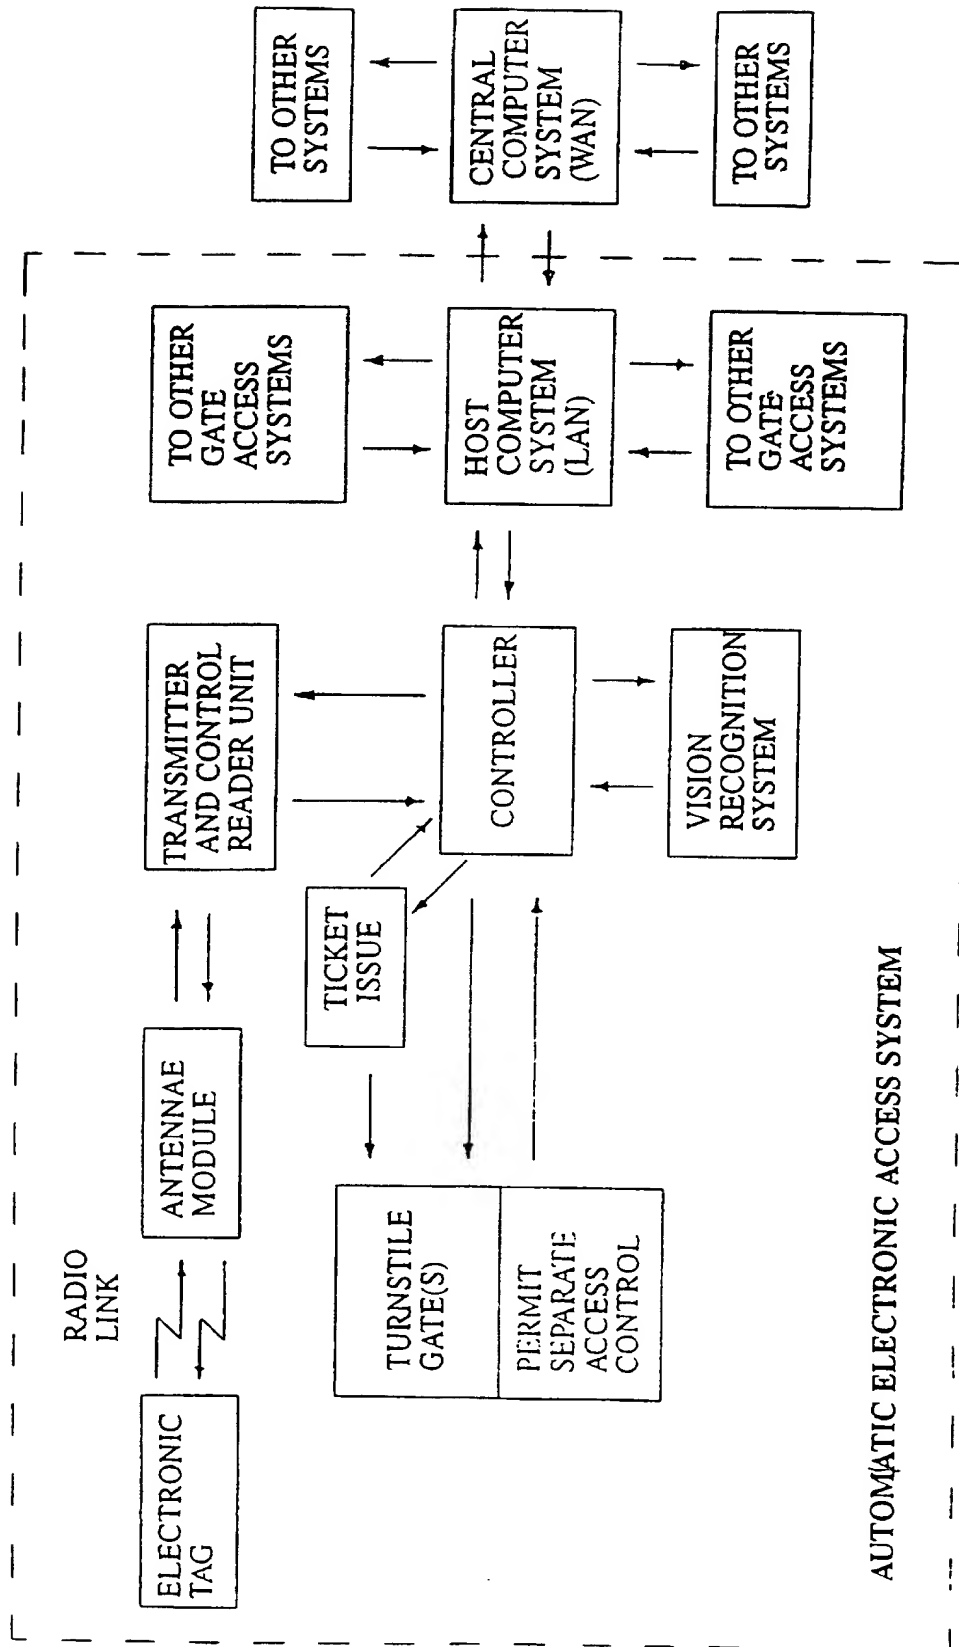 RADIO
LINK
ELECTRONIC
TAG
ANTENNAE
MODULE
TRANSMITTER
AND CONTROL
READER UNIT
TO OTHER
GATE
ACCESS
SYSTEMS
TO OTHER
SYSTEMS
TICKET
ISSUE
TURNSTILE
GATE(S)
PERMIT
SEPARATE
ACCESS
CONTROL
CONTROLLER
HOST
COMPUTER
SYSTEM
(LAN)
CENTRAL
COMPUTER
SYSTEM
(WAN)
VISION
RECOGNITION
SYSTEM
TO OTHER
GATE
ACCESS
SYSTEMS
TO OTHER
SYSTEMS
AUTOMATIC ELECTRONIC ACCESS SYSTEM